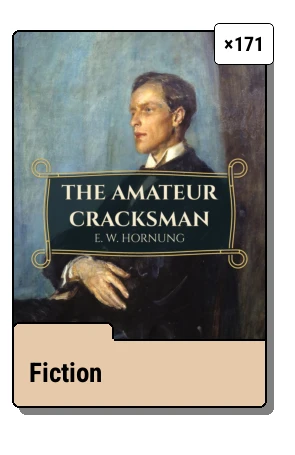 ×171
THE AMATEUR
CRACKSMAN
E. W. HORNUNG
Fiction